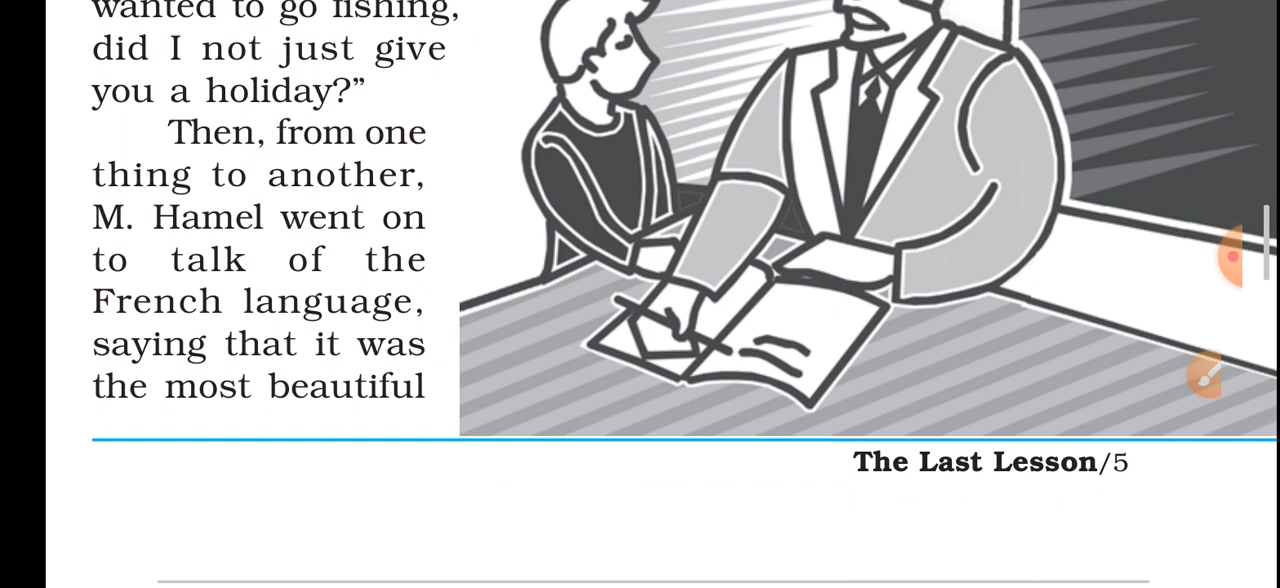 wanted to go fishing,
did I not just give
you a holiday?”
Then, from one
thing to another,
M. Hamel went on
to talk of the
French language,
saying that it was
the most beautiful
The Last Lesson/5